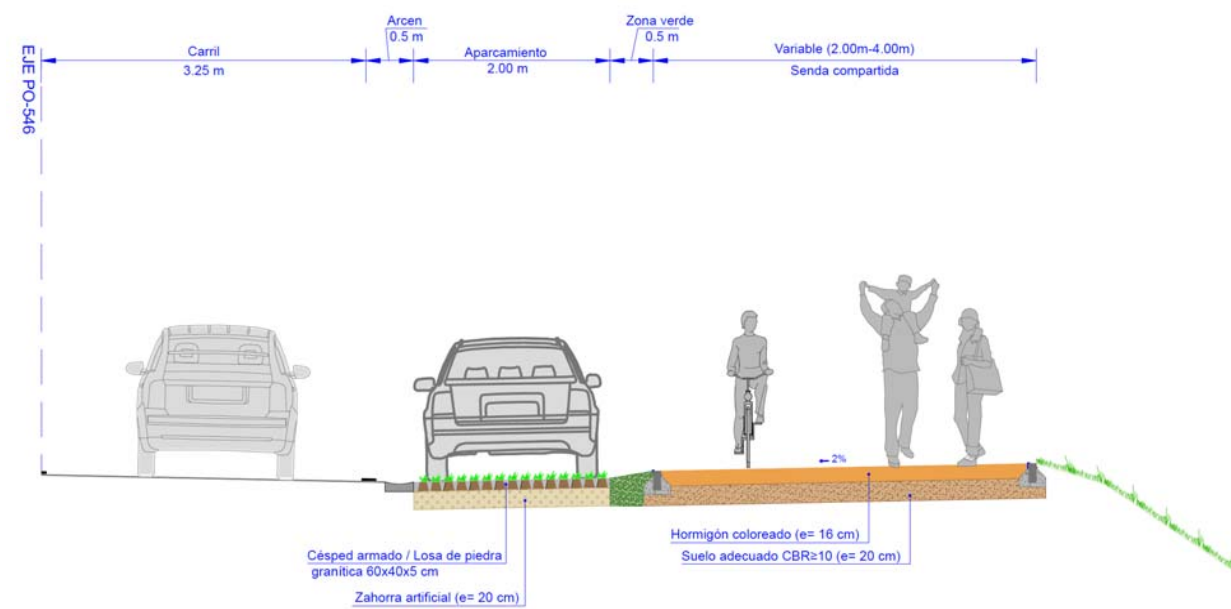 EJE PO-546
Carril
3.25 m
Arcen
0.5 m
Aparcamiento
2.00 m
Zona verde
0.5 m
Variable (2.00m-4.00m)
Senda compartida
2%
Césped armado / Losa de piedra
granítica 60x40x5 cm
Zahorra artificial (e= 20 cm)
Hormigón coloreado (e= 16 cm)
Suelo adecuado CBR≥10 (e= 20 cm)